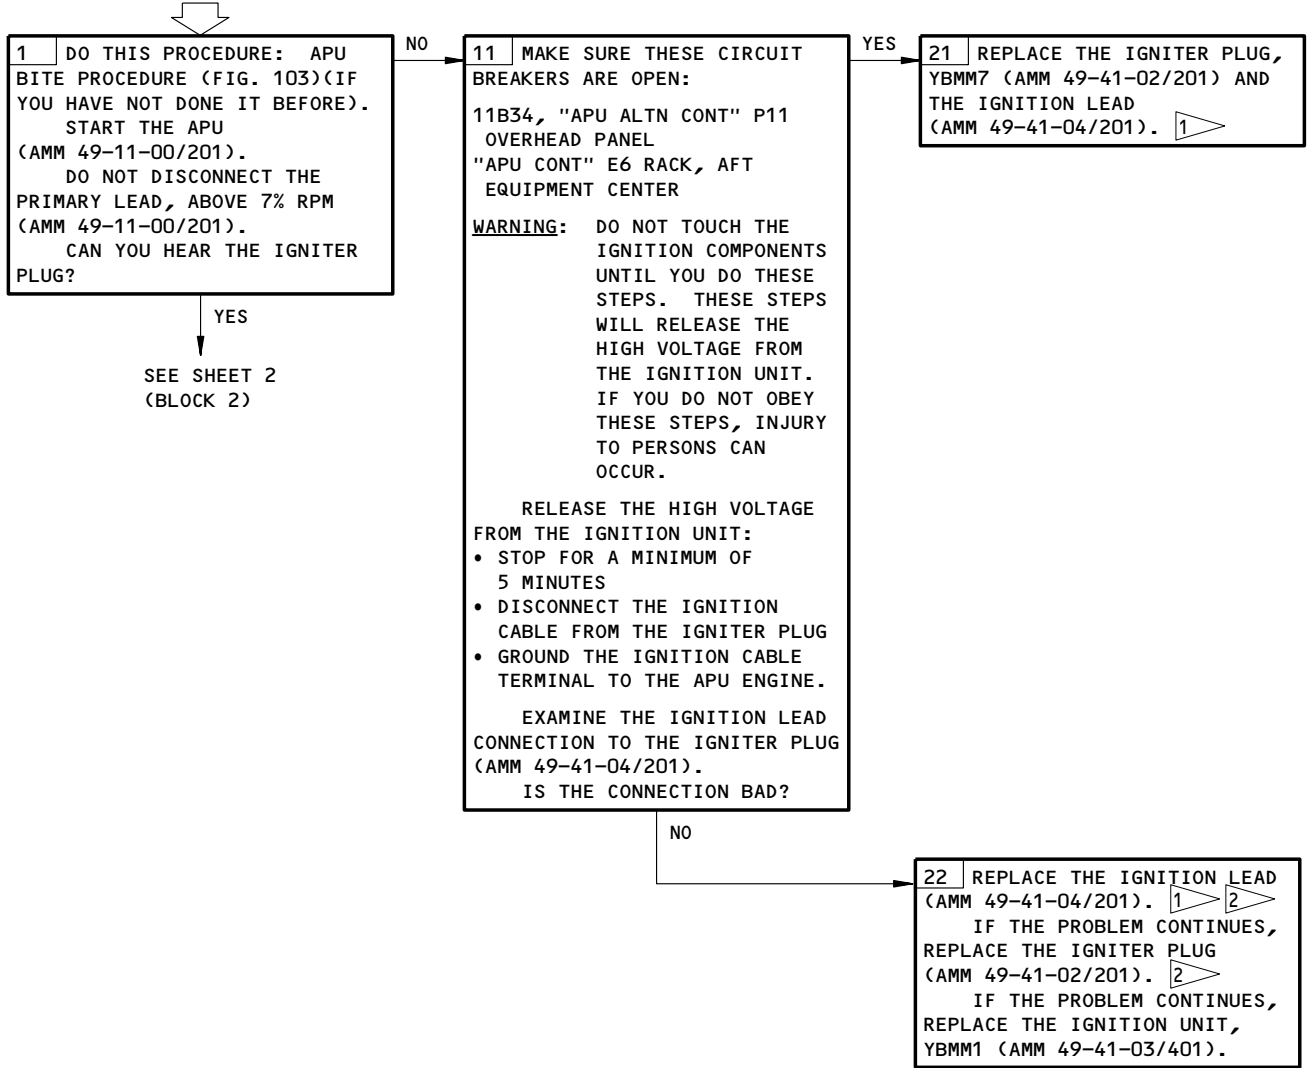 1 DO THIS PROCEDURE: APU
BITE PROCEDURE (FIG. 103)(IF
YOU HAVE NOT DONE IT BEFORE).
START THE APU
(AMM 49-11-00/201).
DO NOT DISCONNECT THE
PRIMARY LEAD, ABOVE 7% RPM
(AMM 49-11-00/201).
CAN YOU HEAR THE IGNITER
PLUG?
NO
YES
SEE SHEET 2
(BLOCK 2)
11 MAKE SURE THESE CIRCUIT
BREAKERS ARE OPEN:
11B34, "APU ALTN CONT" P11
OVERHEAD PANEL
"APU CONT" E6 RACK, AFT
EQUIPMENT CENTER
WARNING: DO NOT TOUCH THE
IGNITION COMPONENTS
UNTIL YOU DO THESE
STEPS. THESE STEPS
WILL RELEASE THE
HIGH VOLTAGE FROM
THE IGNITION UNIT.
IF YOU DO NOT OBEY
THESE STEPS, INJURY
TO PERSONS CAN
OCCUR.
RELEASE THE HIGH VOLTAGE
FROM THE IGNITION UNIT:
• STOP FOR A MINIMUM OF
5 MINUTES
• DISCONNECT THE IGNITION
CABLE FROM THE IGNITER PLUG
• GROUND THE IGNITION CABLE
TERMINAL TO THE APU ENGINE.
EXAMINE THE IGNITION LEAD
CONNECTION TO THE IGNITER PLUG
(AMM 49-41-04/201).
IS THE CONNECTION BAD?
YES
NO
21 REPLACE THE IGNITER PLUG,
YBMM7 (AMM 49-41-02/201) AND
THE IGNITION LEAD
(AMM 49-41-04/201). 1
22 REPLACE THE IGNITION LEAD
(AMM 49-41-04/201). 1 2
IF THE PROBLEM CONTINUES,
REPLACE THE IGNITER PLUG
(AMM 49-41-02/201). 2
IF THE PROBLEM CONTINUES,
REPLACE THE IGNITION UNIT,
YBMM1 (AMM 49-41-03/401).